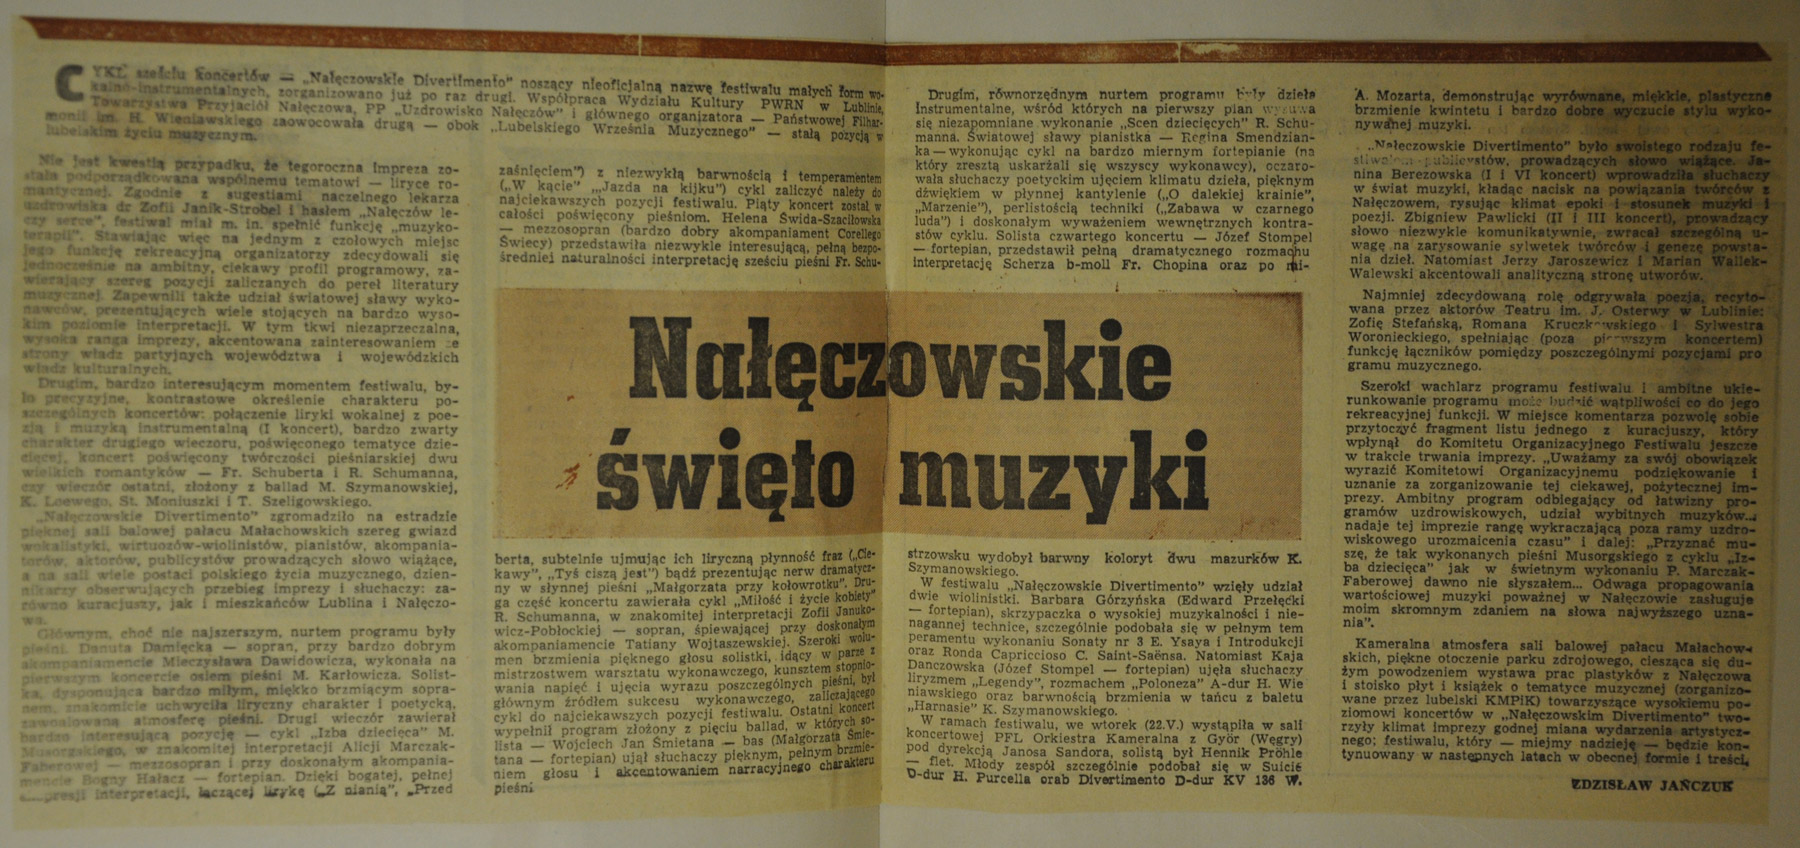 CYKL sześciu koncertów — „Nałęczowskie Divertimento” noszący nieoficjalną nazwę festiwalu małych form wo-
kalno-instrumentalnych, zorganizowano już po raz drugi. Współpraca Wydziału Kultury PWRN w Lublinie,
Towarzystwa Przyjaciół Nałęczowa, PP „Uzdrowisko Nałęczów” i głównego organizatora — Państwowej Filhar-
monii im. H. Wieniawskiego zaowocowała drugą — obok „Lubelskiego Września Muzycznego” — stałą pozycją w
lubelskim życiu muzycznym.
Nie jest kwestią przypadku, że tegoroczna impreza zo-
stała podporządkowana wspólnemu tematowi — liryce ro-
mantycznej. Zgodnie z sugestiami naczelnego lekarza
uzdrowiska dr Zofii Janik-Strobel i hasłem „Nałęczów le-
czy serce”, festiwal miał m. in. spełnić funkcję „muzyko-
terapii”. Stawiając więc na jednym z czołowych miejsc
jego funkcję rekreacyjną organizatorzy zdecydowali się
jednocześnie na ambitny, ciekawy profil programowy, za-
wierający szereg pozycji zaliczanych do pereł literatury
muzycznej. Zapewnili także udział światowej sławy wyko-
nawców, prezentujących wiele stojących na bardzo wyso-
kim poziomie interpretacji. W tym tkwi niezaprzeczalna,
wysoka ranga imprezy, akcentowana zainteresowaniem ze
strony władz partyjnych województwa i wojewódzkich
władz kulturalnych.
Drugim, bardzo interesującym momentem festiwalu, by-
ło precyzyjne, kontrastowe określenie charakteru po-
szczególnych koncertów: połączenie liryki wokalnej z poe-
zją i muzyką instrumentalną (I koncert), bardzo zwarty
charakter drugiego wieczoru, poświęconego tematyce dzie-
cięcej, koncert poświęcony twórczości pieśniarskiej dwu
wielkich romantyków — Fr. Schuberta i R. Schumanna,
czy wieczór ostatni, złożony z ballad M. Szymanowskiej,
K. Loewego, St. Moniuszki i T. Szeligowskiego.
„Nałęczowskie Divertimento” zgromadziło na estradzie
pięknej sali balowej pałacu Małachowskich szereg gwiazd
wokalistyki, wirtuozów-wiolinistów, pianistów, akompania-
torów, aktorów, publicystów prowadzących słowo wiążące,
a na sali wiele postaci polskiego życia muzycznego, dzien-
nikarzy obserwujących przebieg imprezy i słuchaczy: za-
równo kuracjuszy, jak i mieszkańców Lublina i Nałęczo-
wa.
Głównym, choć nie najszerszym, nurtem programu były
pieśni. Danuta Damięcka — sopran, przy bardzo dobrym
akompaniamencie Mieczysława Dawidowicza, wykonała na
pierwszym koncercie osiem pieśni M. Karłowicza. Solist-
ka, dysponująca bardzo miłym, miękko brzmiącym sopra-
nem, znakomicie uchwyciła liryczny charakter i poetycką,
zawoalowaną atmosferę pieśni. Drugi wieczór zawierał
bardzo interesującą pozycję — cykl „Izba dziecięca” M.
Musorgskiego, w znakomitej interpretacji Alicji Marczak-
Faberowej — mezzosopran i przy doskonałym akompania-
mencie Bogny Hałacz — fortepian. Dzięki bogatej, pełnej
ekspresji interpretacji, łączącej lirykę („Z nianią”, „Przed
zaśnięciem”) z niezwykłą barwnością i temperamentem
(„W kącie” „Jazda na kijku”) cykl zaliczyć należy do
najciekawszych pozycji festiwalu. Piąty koncert został w
całości poświęcony pieśniom. Helena Świda-Szaciłowska
— mezzosopran (bardzo dobry akompaniament Corellego
Świecy) przedstawiła niezwykle interesującą, pełną bezpo-
średniej naturalności interpretację sześciu pieśni Fr. Schu-
Nałęczowskie
święto muzyki
berta, subtelnie ujmując ich liryczną płynność fraz („Cie-
kawy”, „Tyś ciszą jest”) bądź prezentując nerw dramatycz-
ny w słynnej pieśni „Małgorzata przy kołowrotku”. Dru-
ga część koncertu zawierała cykl „Miłość i życie kobiety”
R. Schumanna, w znakomitej interpretacji Zofii Januko-
wicz-Pobłockiej — sopran, śpiewającej przy doskonałym
akompaniamencie Tatiany Wojtaszewskiej. Szeroki wolu-
men brzmienia pięknego głosu solistki, idący w parze z
mistrzostwem warsztatu wykonawczego, kunsztem stopnio-
wania napięć i ujęcia wyrazu poszczególnych pieśni, był
głównym źródłem sukcesu wykonawczego, zaliczającego
cykl do najciekawszych pozycji festiwalu. Ostatni koncert
wypełnił program złożony z pięciu ballad, w których so-
lista — Wojciech Jan Śmietana — bas (Małgorzata Śmie-
tana — fortepian) ujął słuchaczy pięknym, pełnym brzmie-
niem głosu i akcentowaniem narracyjnego charakteru
pieśni.
Drugim, równorzędnym nurtem programu były dzieła
instrumentalne, wśród których na pierwszy plan wysuwa
się niezapomniane wykonanie „Scen dziecięcych” R. Schu-
manna. Światowej sławy pianistka — Regina Smendzian-
ka — wykonując cykl na bardzo miernym fortepianie (na
który zresztą uskarżali się wszyscy wykonawcy), oczaro-
wała słuchaczy poetyckim ujęciem klimatu dzieła, pięknym
dźwiękiem w płynnej kantylenie („O dalekiej krainie”,
„Marzenie”), perlistością techniki („Zabawa w czarnego
luda”) i doskonałym wyważeniem wewnętrznych kontra-
stów cyklu. Solista czwartego koncertu — Józef Stompel
— fortepian, przedstawił pełną dramatycznego rozmachu
interpretację Scherza b-moll Fr. Chopina oraz po mi-
strzowsku wydobył barwny koloryt dwu mazurków K.
Szymanowskiego.
W festiwalu „Nałęczowskie Divertimento” wzięły udział
dwie wiolinistki. Barbara Górzyńska (Edward Przełęcki
— fortepian), skrzypaczka o wysokiej muzykalności i nie-
nagannej technice, szczególnie podobała się w pełnym tem
peramentu wykonaniu Sonaty nr 3 E. Ysaya i Introdukcji
oraz Ronda Capriccioso C. Saint-Saënsa. Natomiast Kaja
Danczowska (Józef Stompel — fortepian) ujęła słuchaczy
liryzmem „Legendy”, rozmachem „Poloneza” A-dur H. Wie
niawskiego oraz barwnością brzmienia w tańcu z baletu
„Harnasie” K. Szymanowskiego.
W ramach festiwalu, we wtorek (22.V.) wystąpiła w sali
koncertowej PFL Orkiestra Kameralna z Györ (Węgry)
pod dyrekcją Janosa Sandora, solistą był Hennik Pröhle
— flet. Młody zespół szczególnie podobał się w Suicie
D-dur H. Purcella orab Divertimento D-dur KV 136 W.
A. Mozarta, demonstrując wyrównane, miękkie, plastyczne
brzmienie kwintetu i bardzo dobre wyczucie stylu wyko-
nywanej muzyki.
„Nałęczowskie Divertimento” było swoistego rodzaju fe-
stiwalem publicystów, prowadzących słowo wiążące. Ja-
nina Berezowska (I i VI koncert) wprowadziła słuchaczy
w świat muzyki, kładąc nacisk na powiązania twórców z
Nałęczowem, rysując klimat epoki i stosunek muzyki i
poezji. Zbigniew Pawlicki (II i III koncert), prowadzący
słowo niezwykle komunikatywnie, zwracał szczególną u-
wagę na zarysowanie sylwetek twórców i genezę powsta-
nia dzieł. Natomiast Jerzy Jaroszewicz i Marian Wallek-
Walewski akcentowali analityczną stronę utworów.
Najmniej zdecydowaną rolę odgrywała poezja, recyto-
wana przez aktorów Teatru im. J. Osterwy w Lublinie:
Zofię Stefańską, Romana Kruczkowskiego i Sylwestra
Woronieckiego, spełniając (poza pierwszym koncertem)
funkcję łączników pomiędzy poszczególnymi pozycjami pro
gramu muzycznego.
Szeroki wachlarz programu festiwalu i ambitne ukie-
runkowanie programu może budzić wątpliwości co do jego
rekreacyjnej funkcji. W miejsce komentarza pozwolę sobie
przytoczyć fragment listu jednego z kuracjuszy, który
wpłynął do Komitetu Organizacyjnego Festiwalu jeszcze
w trakcie trwania imprezy. „Uważamy za swój obowiązek
wyrazić Komitetowi Organizacyjnemu podziękowanie i
uznanie za zorganizowanie tej ciekawej, pożytecznej im-
prezy. Ambitny program odbiegający od łatwizny pro-
gramów uzdrowiskowych, udział wybitnych muzyków...
nadaje tej imprezie rangę wykraczającą poza ramy uzdro-
wiskowego urozmaicenia czasu” i dalej: „Przyznać mu-
szę, że tak wykonanych pieśni Musorgskiego z cyklu „Iz-
ba dziecięca” jak w świetnym wykonaniu P. Marczak-
Faberowej dawno nie słyszałem... Odwaga propagowania
wartościowej muzyki poważnej w Nałęczowie zasługuje
moim skromnym zdaniem na słowa najwyższego uzna-
nia”.
Kameralna atmosfera sali balowej pałacu Małachow-
skich, piękne otoczenie parku zdrojowego, ciesząca się du-
żym powodzeniem wystawa prac plastyków z Nałęczowa
i stoisko płyt i książek o tematyce muzycznej (zorganizo-
wane przez lubelski KMPiK) towarzyszące wysokiemu po-
ziomowi koncertów w „Nałęczowskim Divertimento” two-
rzyły klimat imprezy godnej miana wydarzenia artystycz-
nego; festiwalu, który — miejmy nadzieję — będzie kon-
tynuowany w następnych latach w obecnej formie i treści.
ZDZISŁAW JAŃCZUK